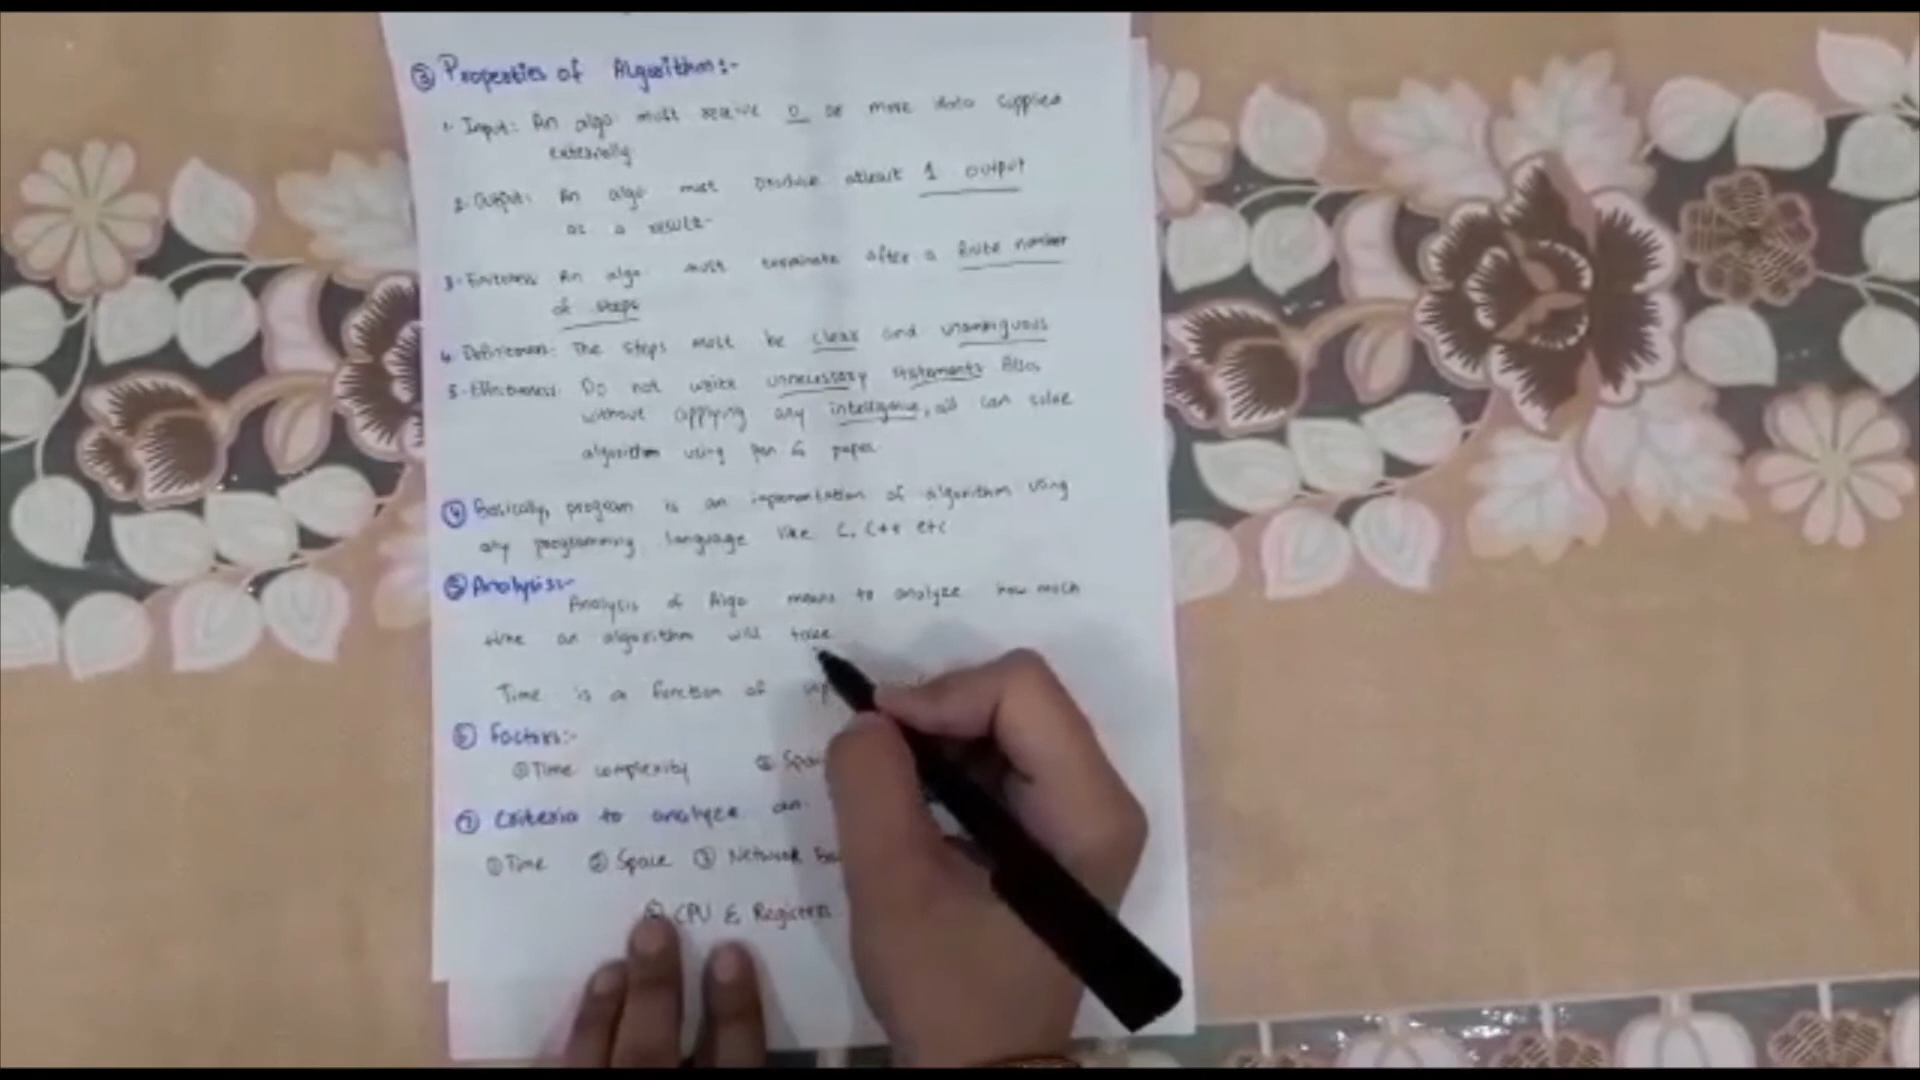 ③ Properties of Algorithm:-
1. Input: An algo must receive 0 or more data supplied
externally
2. Output: An algo must produce atleast 1 output
as a result-
3. Finiteness An algo must terminate after a finite number
of steps
4. Definiteness: The steps must be clear and unambiguous
5. Effectiveness: Do not write unnecessary statements Also
without applying any intelligence, can solve
algorithm using pen & paper
④ Basically, program is an implementation of algorithm using
any programming language like C, C++ etc
⑤ Analysis:-
Analysis of Algo means to analyze how much
time an algorithm will take
Time is a function of
⑥ Factors:-
① Time complexity ②
⑦ Criteria to analyze an
① Time ② Space ③ Network
CPU & Registers